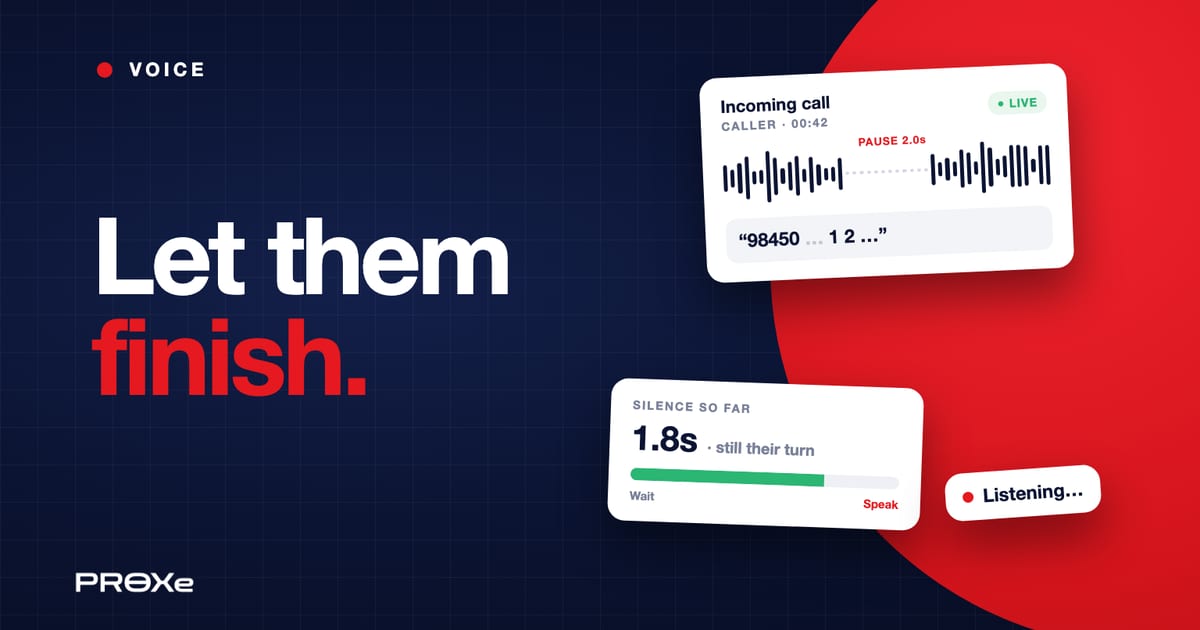 VOICE
Let them
finish.
Incoming call
LIVE
CALLER · 00:42
PAUSE 2.0s
“98450 ... 1 2 ...”
SILENCE SO FAR
1.8s · still their turn
Wait
Speak
Listening...
PROXe